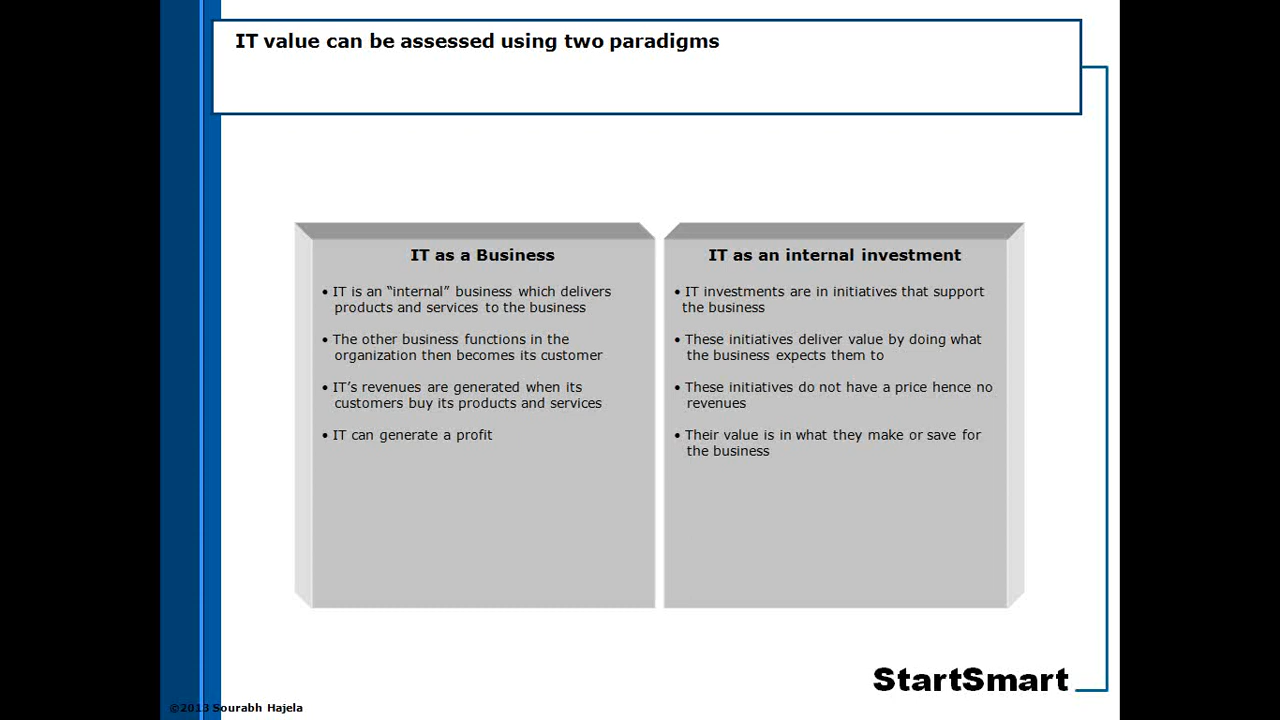 IT value can be assessed using two paradigms
IT as a Business
• IT is an “internal” business which delivers
products and services to the business
• The other business functions in the
organization then becomes its customer
• IT’s revenues are generated when its
customers buy its products and services
• IT can generate a profit
IT as an internal investment
• IT investments are in initiatives that support
the business
• These initiatives deliver value by doing what
the business expects them to
• These initiatives do not have a price hence no
revenues
• Their value is in what they make or save for
the business
StartSmart
©2013 Sourabh Hajela